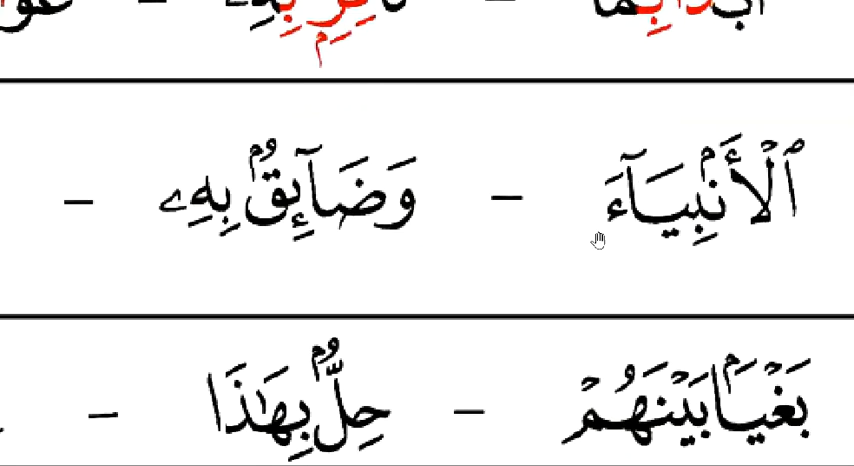 ٱلْأَنۢبِيَآءَ - وَضَآئِقُۢ بِهِۦ -
بَغْيَۢا بَيْنَهُمْ - حِلُّۢ بِهَٰذَا -